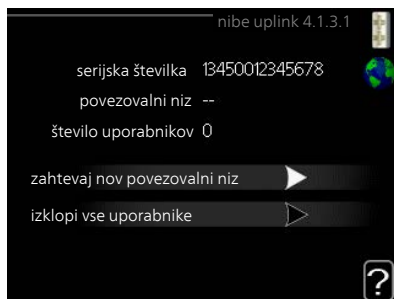 nibe uplink 4.1.3.1
serijska številka 13450012345678
povezovalni niz --
število uporabnikov 0
zahtevaj nov povezovalni niz
izklopi vse uporabnike
?